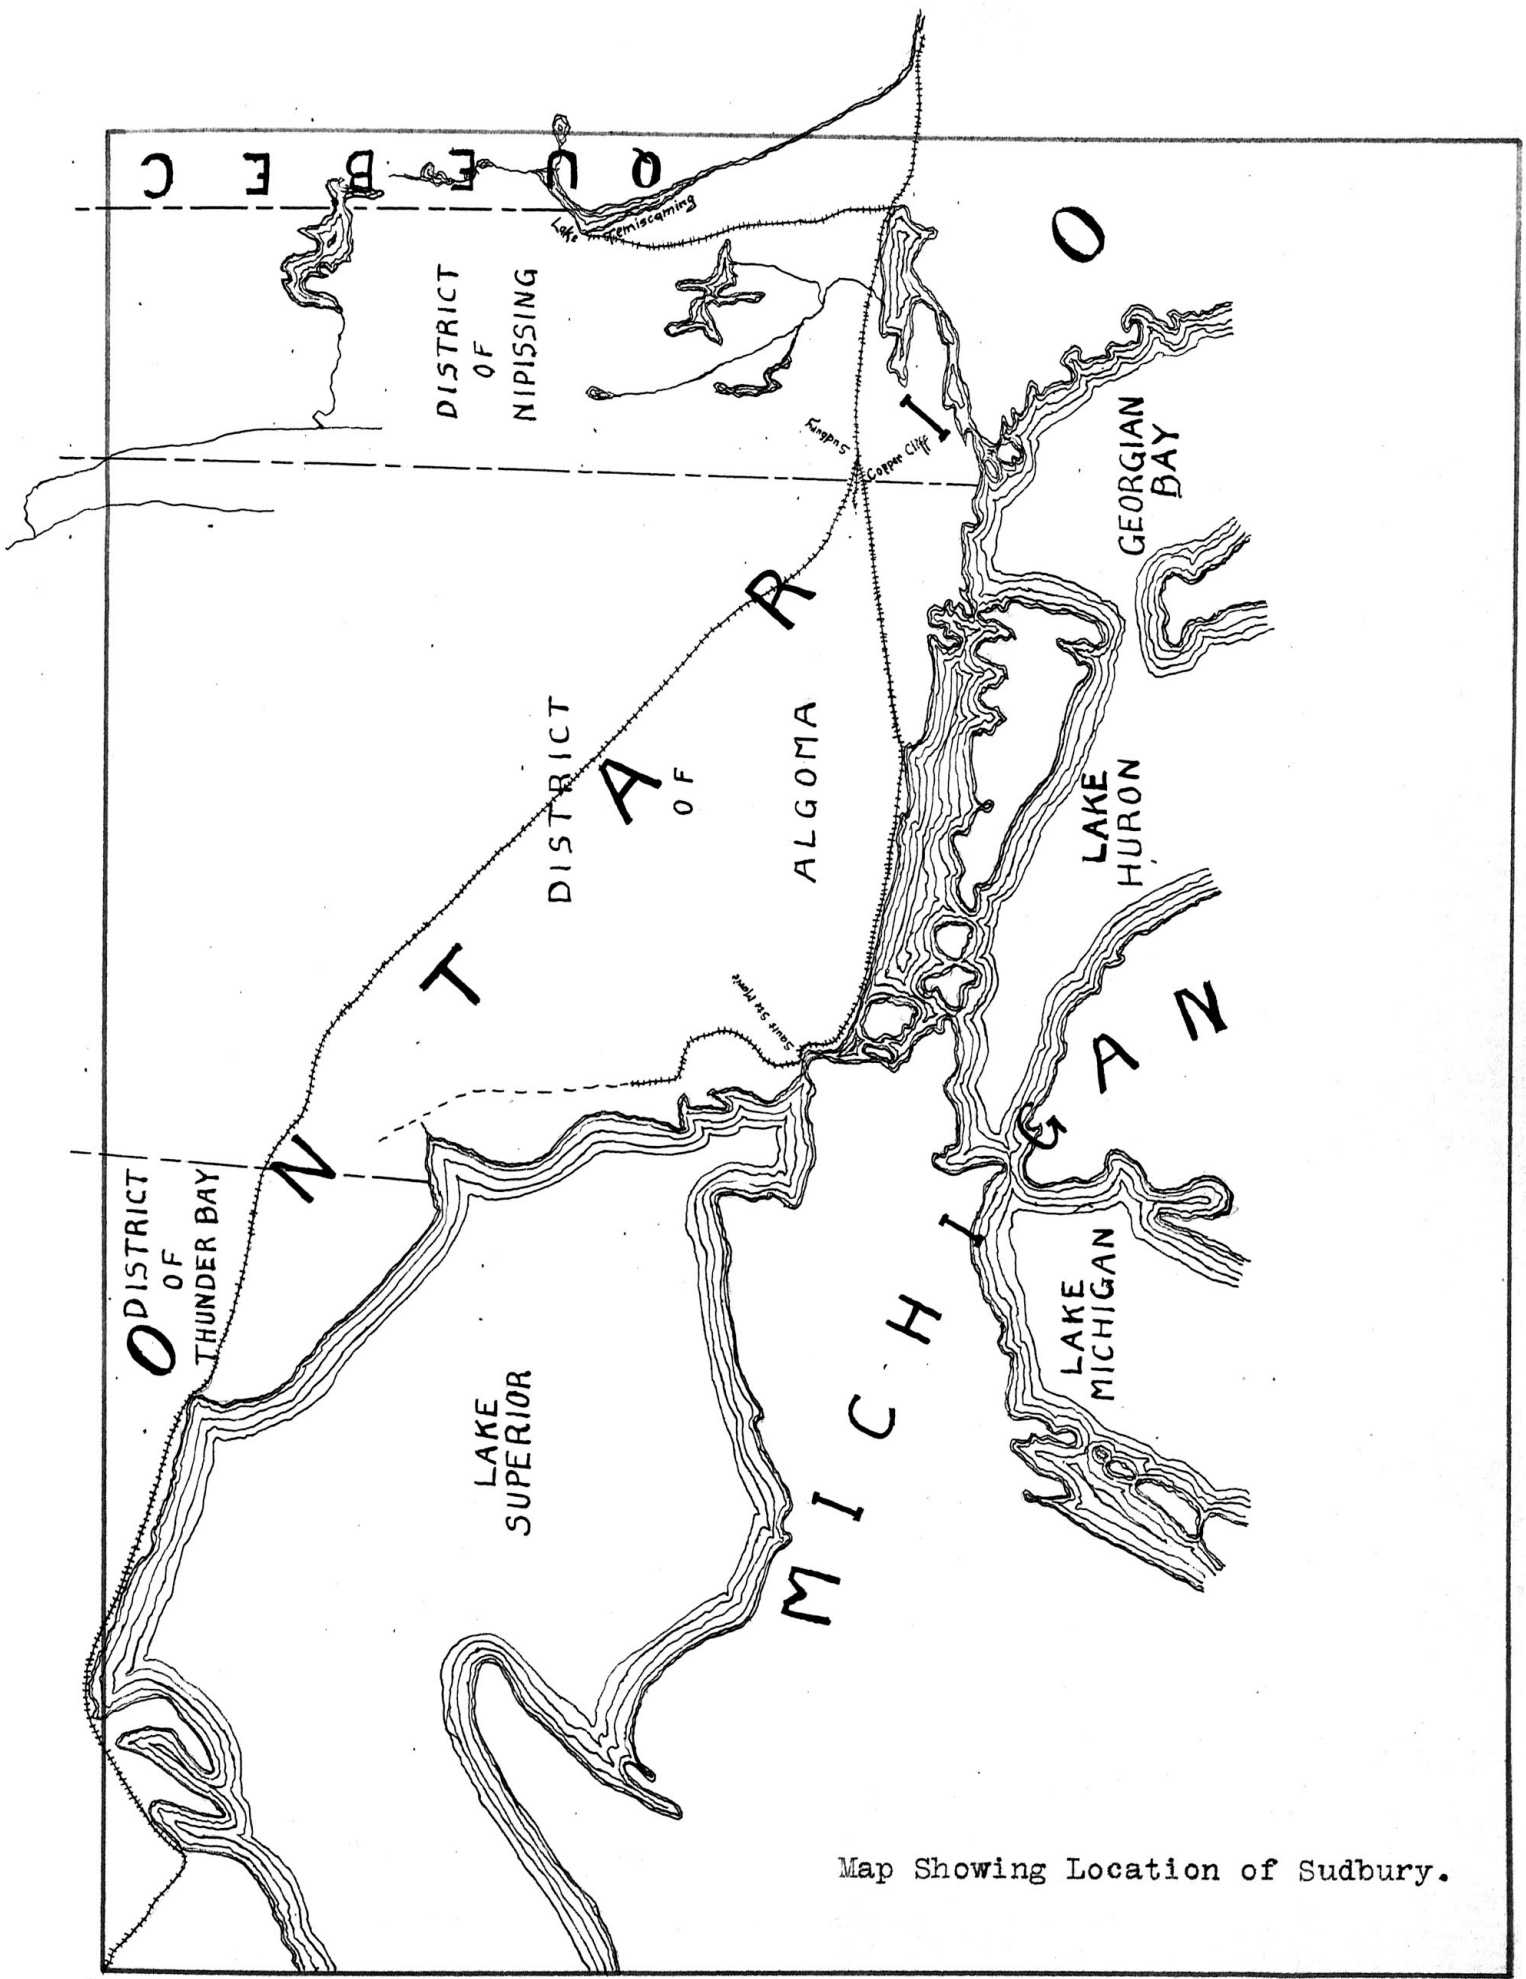 QUEBEC
ONTARIO
Lake Temiscaming
DISTRICT
OF
NIPISSING
Sudbury
Copper Cliff
GEORGIAN
BAY
DISTRICT
OF
ALGOMA
LAKE
HURON
Sault Ste Marie
DISTRICT
OF
THUNDER BAY
MICHIGAN
LAKE
MICHIGAN
LAKE
SUPERIOR
Map Showing Location of Sudbury.